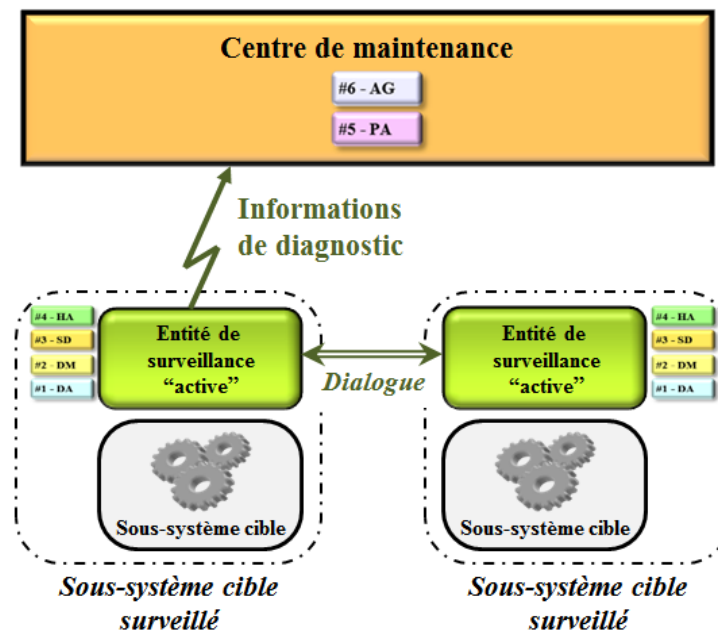 Centre de maintenance
#6 - AG
#5 - PA
Informations
de diagnostic
#4 - HA
#3 - SD
#2 - DM
#1 - DA
Entité de
surveillance
“active”
Dialogue
Entité de
surveillance
“active”
#4 - HA
#3 - SD
#2 - DM
#1 - DA
Sous-système cible
Sous-système cible
Sous-système cible
surveillé
Sous-système cible
surveillé